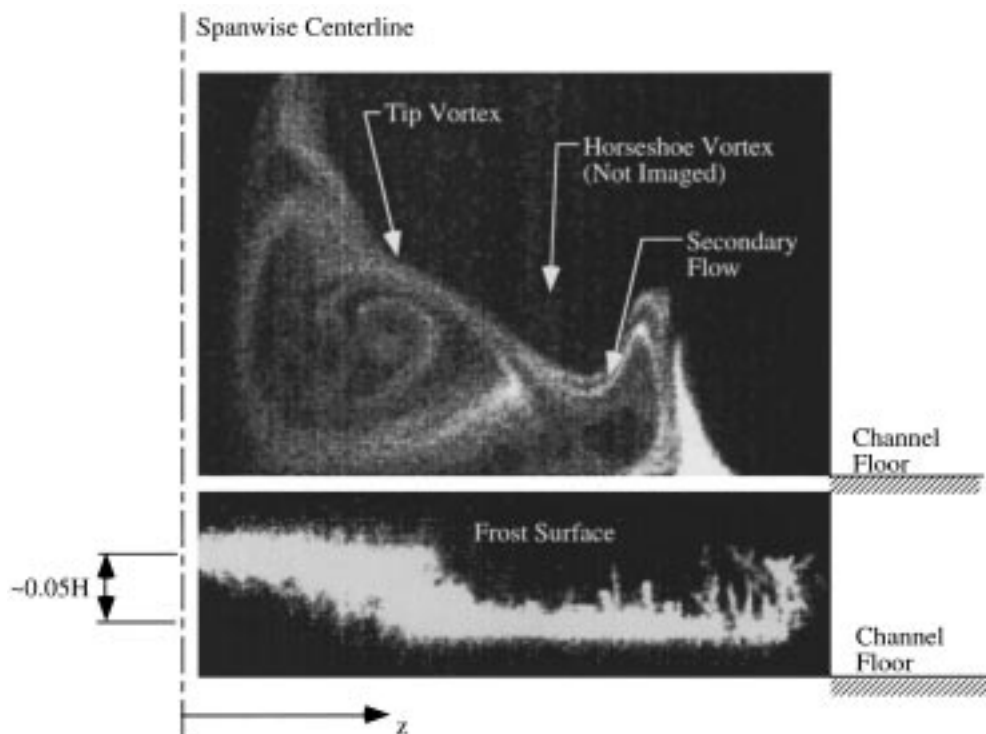 Spanwise Centerline
Tip Vortex
Horseshoe Vortex
(Not Imaged)
Secondary
Flow
Channel
Floor
Frost Surface
~0.05H
Channel
Floor
z